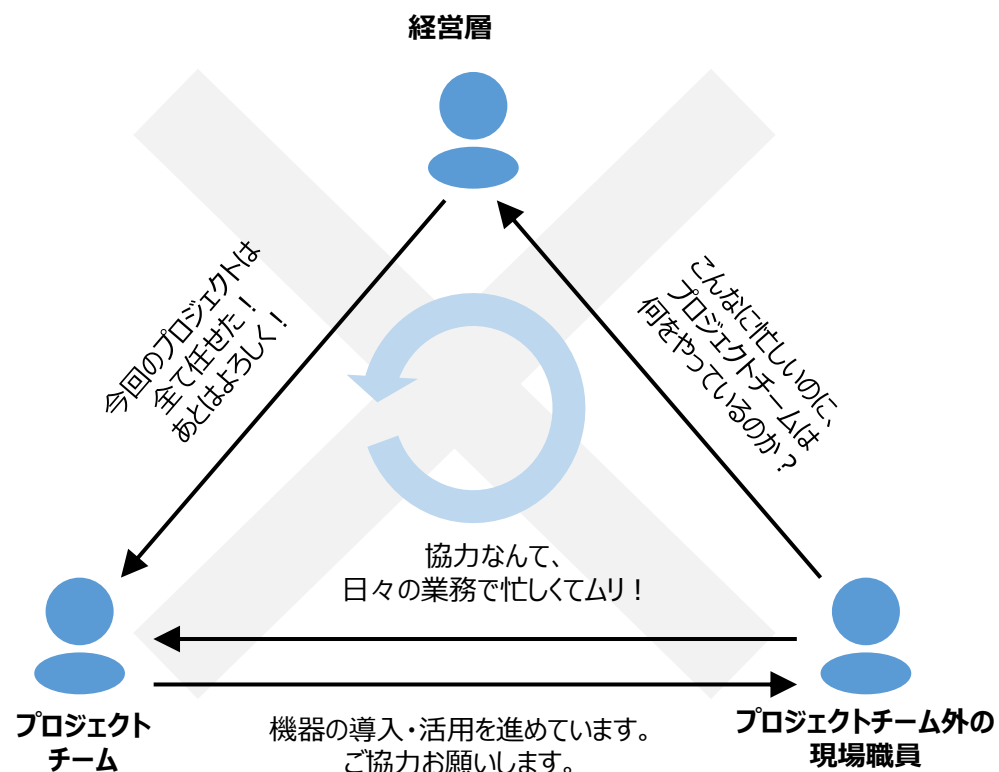 経営層
今回のプロジェクトは
全て任せた！
あとはよろしく！
こんなに忙しいのに、
プロジェクトチームは
何をやっているのか？
協力なんて、
日々の業務で忙しくてムリ！
プロジェクト
チーム
機器の導入・活用を進めています。
ご協力お願いします。
プロジェクトチーム外の
現場職員